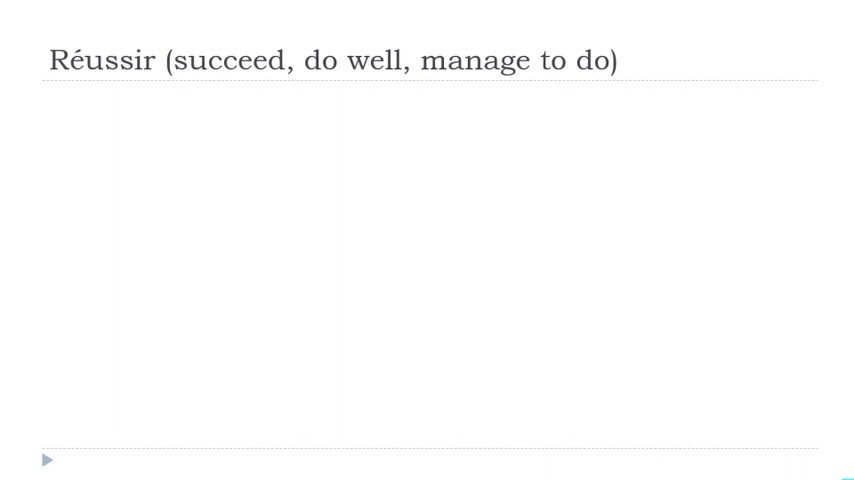 Réussir (succeed, do well, manage to do)